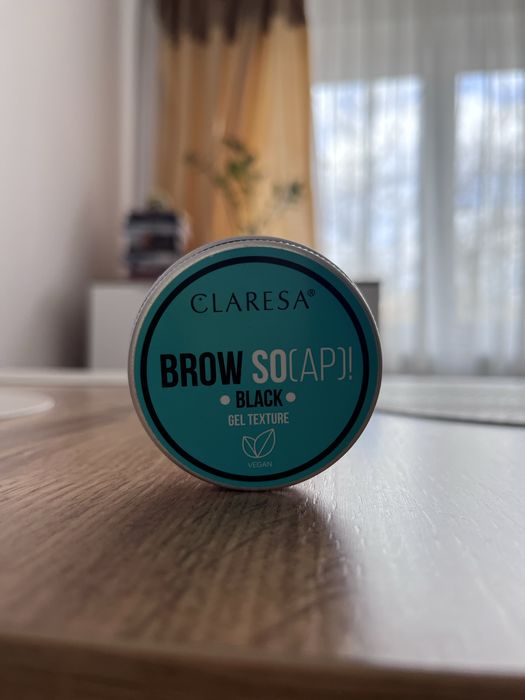 CLARESA®
BROW SO(AP)!
• BLACK •
GEL TEXTURE
VEGAN